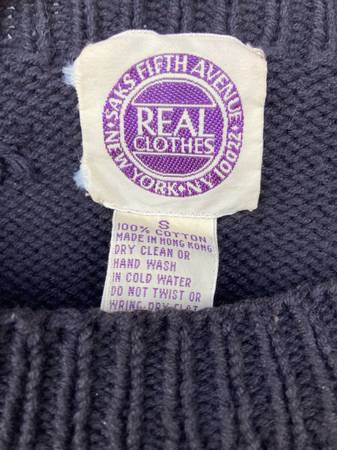 SAKS FIFTH AVENUE
REAL
CLOTHES
NEW YORK • NY 10022
S
100% COTTON
MADE IN HONG KONG
DRY CLEAN OR
HAND WASH
IN COLD WATER
DO NOT TWIST OR
WRING. DRY FLAT